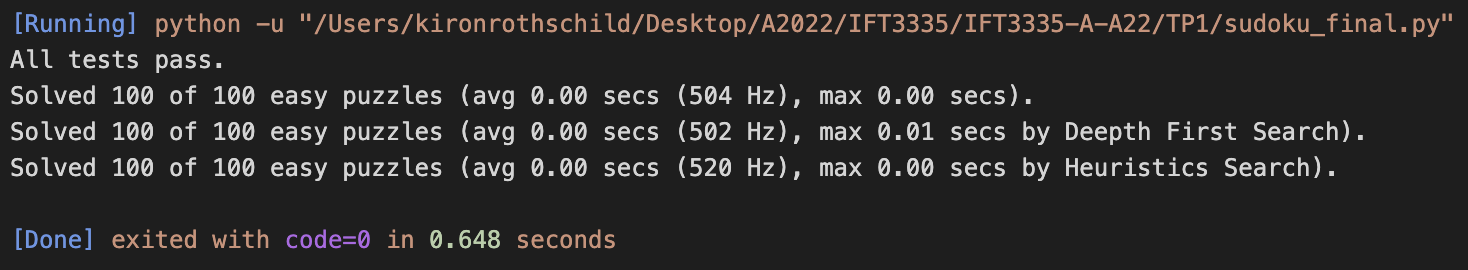 [Running] python -u "/Users/kironrothschild/Desktop/A2022/IFT3335/IFT3335-A-A22/TP1/sudoku_final.py"
All tests pass.
Solved 100 of 100 easy puzzles (avg 0.00 secs (504 Hz), max 0.00 secs).
Solved 100 of 100 easy puzzles (avg 0.00 secs (502 Hz), max 0.01 secs by Deepth First Search).
Solved 100 of 100 easy puzzles (avg 0.00 secs (520 Hz), max 0.00 secs by Heuristics Search).
[Done] exited with code=0 in 0.648 seconds